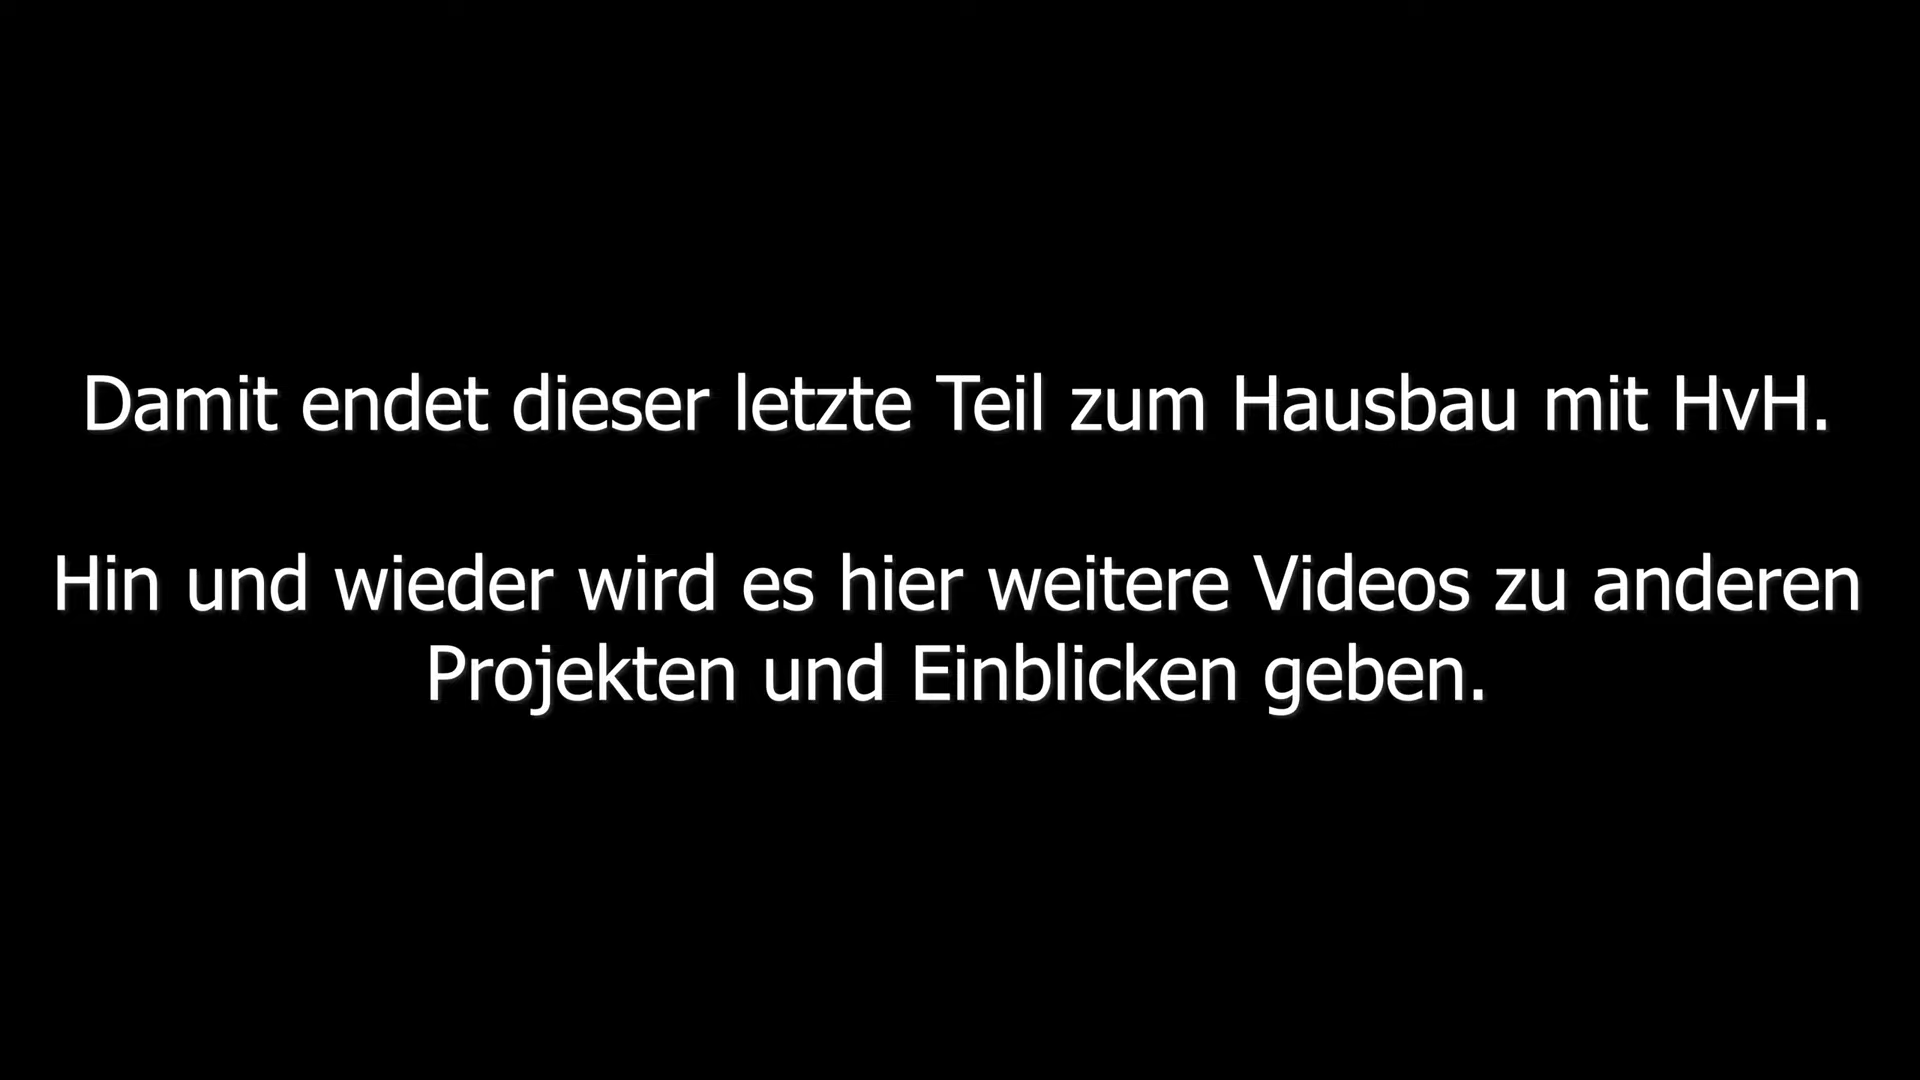 Damit endet dieser letzte Teil zum Hausbau mit HvH.
Hin und wieder wird es hier weitere Videos zu anderen
Projekten und Einblicken geben.